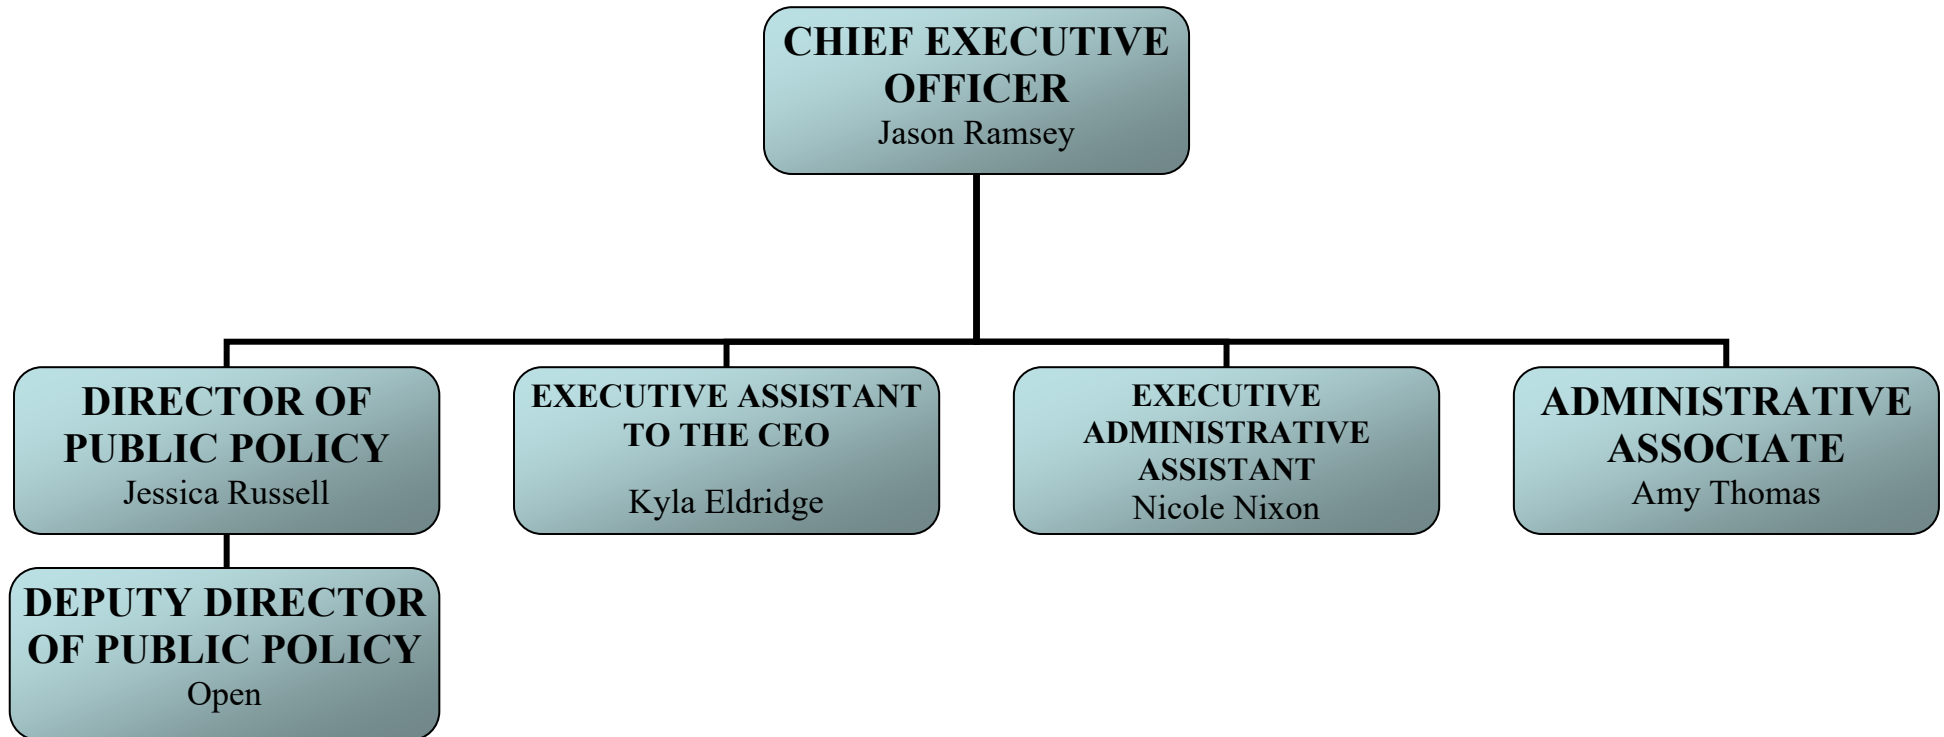 CHIEF EXECUTIVE
OFFICER
Jason Ramsey
DIRECTOR OF
PUBLIC POLICY
Jessica Russell
EXECUTIVE ASSISTANT
TO THE CEO
Kyla Eldridge
EXECUTIVE
ADMINISTRATIVE
ASSISTANT
Nicole Nixon
ADMINISTRATIVE
ASSOCIATE
Amy Thomas
DEPUTY DIRECTOR
OF PUBLIC POLICY
Open